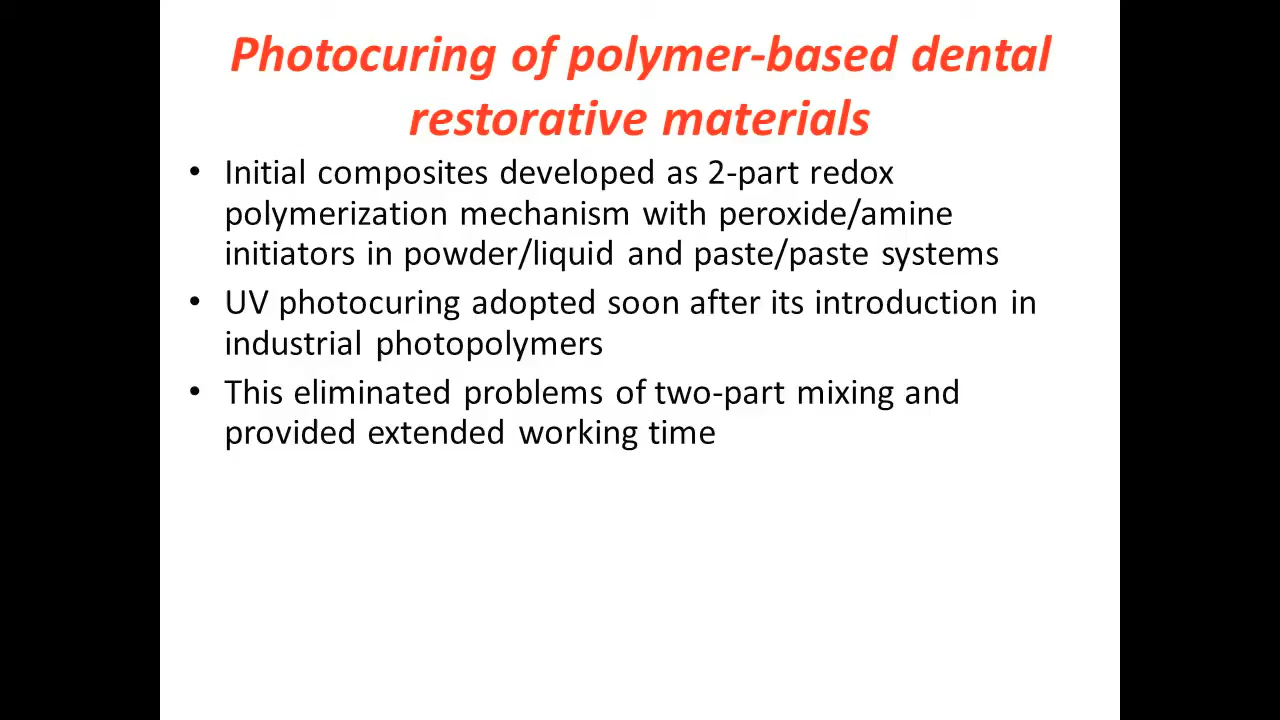 Photocuring of polymer-based dental
restorative materials
• Initial composites developed as 2-part redox
polymerization mechanism with peroxide/amine
initiators in powder/liquid and paste/paste systems
• UV photocuring adopted soon after its introduction in
industrial photopolymers
• This eliminated problems of two-part mixing and
provided extended working time